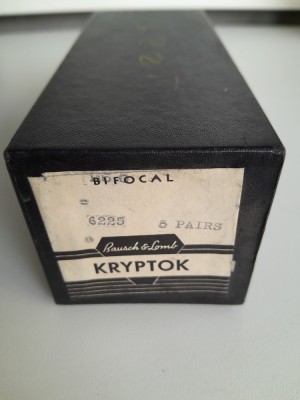 BIFOCAL
6225 5 PAIRS
Bausch & Lomb
KRYPTOK